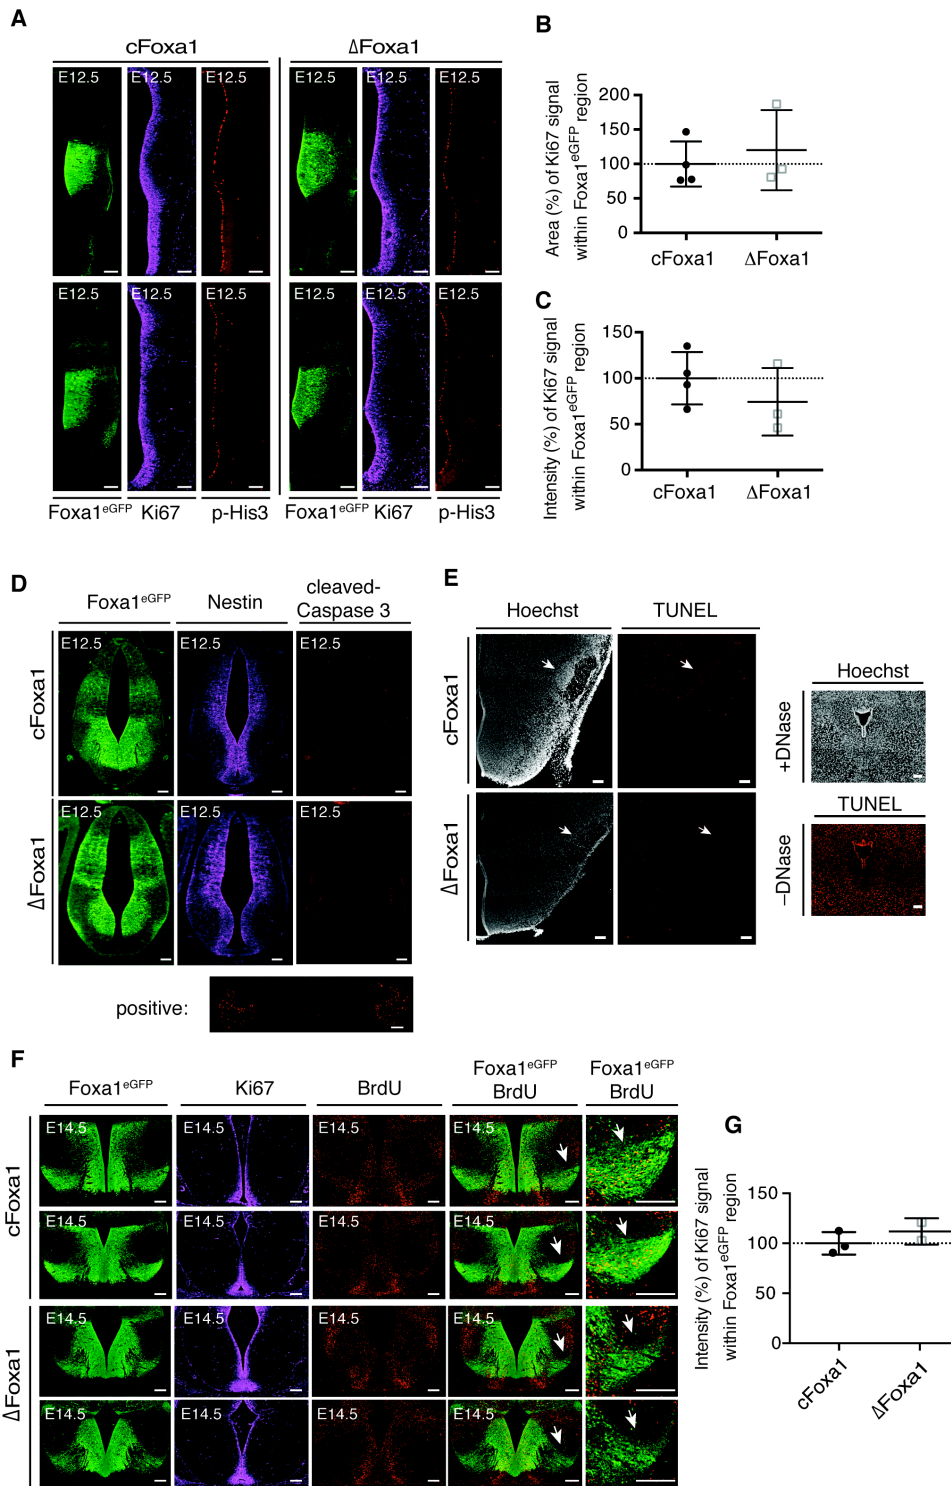 A
cFoxa1
ΔFoxa1
E12.5 E12.5 E12.5 E12.5 E12.5 E12.5
E12.5 E12.5 E12.5 E12.5 E12.5 E12.5
Foxa1eGFP Ki67 p-His3 Foxa1eGFP Ki67 p-His3
B
Area (%) of Ki67 signal
within Foxa1eGFP region
200
150
100
50
0
cFoxa1 ΔFoxa1
C
Intensity (%) of Ki67 signal
within Foxa1eGFP region
150
100
50
0
cFoxa1 ΔFoxa1
D
Foxa1eGFP Nestin cleaved-
Caspase 3
cFoxa1
E12.5 E12.5 E12.5
ΔFoxa1
E12.5 E12.5 E12.5
positive:
E
Hoechst TUNEL
cFoxa1
ΔFoxa1
Hoechst
+DNase
TUNEL
–DNase
F
Foxa1eGFP Ki67 BrdU Foxa1eGFP
BrdU
Foxa1eGFP
BrdU
cFoxa1
E14.5 E14.5 E14.5 E14.5
E14.5 E14.5 E14.5 E14.5
ΔFoxa1
E14.5 E14.5 E14.5 E14.5
E14.5 E14.5 E14.5 E14.5
G
Intensity (%) of Ki67 signal
within Foxa1eGFP region
150
100
50
0
cFoxa1 ΔFoxa1